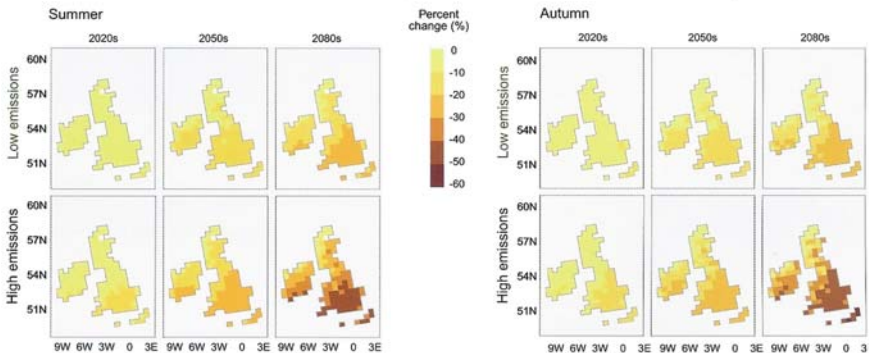 Summer
2020s 2050s 2080s
60N
57N
54N
51N
Low emissions
60N
57N
54N
51N
High emissions
9W 6W 3W 0 3E 9W 6W 3W 0 3E 9W 6W 3W 0 3E
Percent
change (%)
0
-10
-20
-30
-40
-50
-60
Autumn
2020s 2050s 2080s
60N
57N
54N
51N
Low emissions
60N
57N
54N
51N
High emissions
9W 6W 3W 0 3E 9W 6W 3W 0 3E 9W 6W 3W 0 3